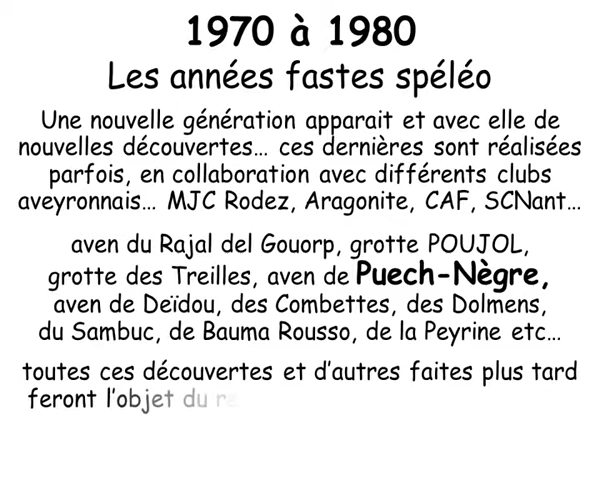 1970 à 1980
Les années fastes spéléo
Une nouvelle génération apparait et avec elle de
nouvelles découvertes... ces dernières sont réalisées
parfois, en collaboration avec différents clubs
aveyronnais... MJC Rodez, Aragonite, CAF, SCNant...
aven du Rajal del Gouorp, grotte POUJOL,
grotte des Treilles, aven de Puech-Nègre,
aven de Deïdou, des Combettes, des Dolmens,
du Sambuc, de Bauma Rousso, de la Peyrine etc...
toutes ces découvertes et d'autres faites plus tard
feront l'objet du